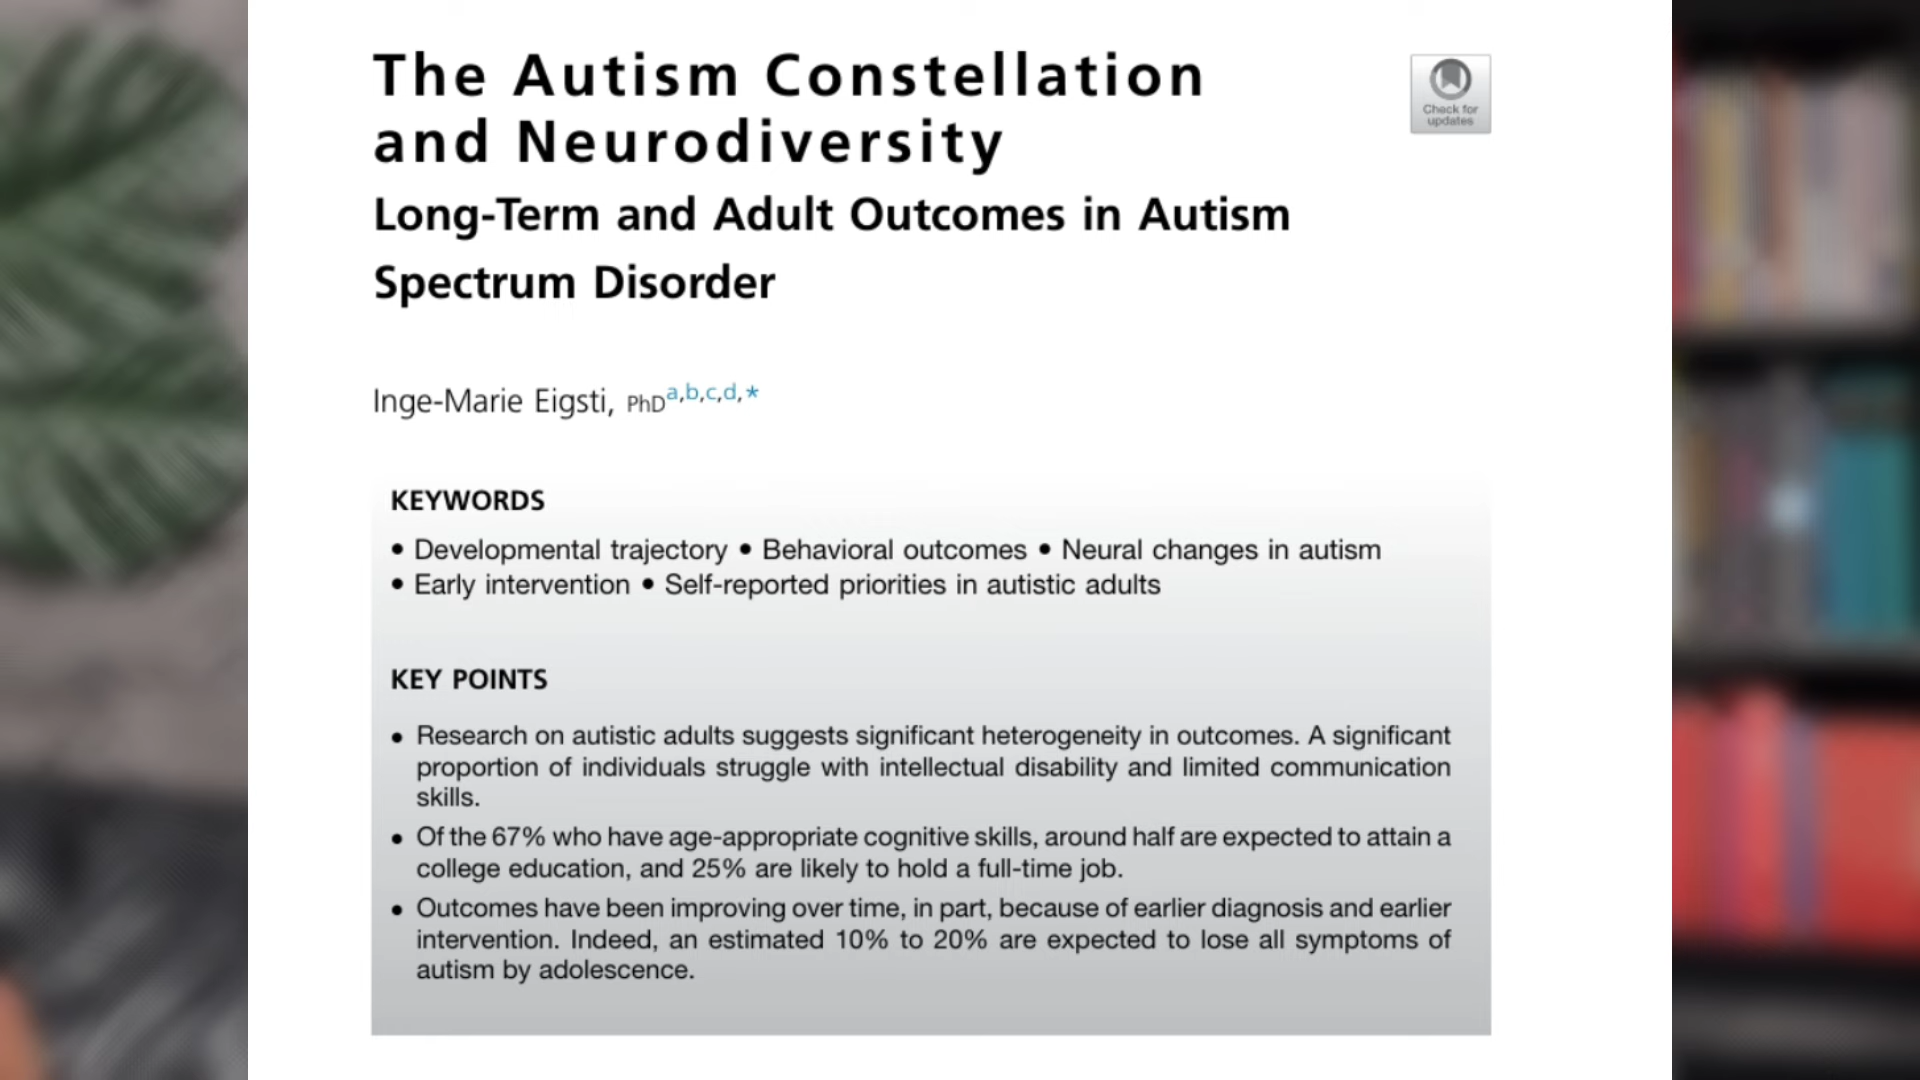 The Autism Constellation
and Neurodiversity
Long-Term and Adult Outcomes in Autism
Spectrum Disorder
Check for
updates
Inge-Marie Eigsti, PhD a,b,c,d,*
KEYWORDS
• Developmental trajectory • Behavioral outcomes • Neural changes in autism
• Early intervention • Self-reported priorities in autistic adults
KEY POINTS
• Research on autistic adults suggests significant heterogeneity in outcomes. A significant
proportion of individuals struggle with intellectual disability and limited communication
skills.
• Of the 67% who have age-appropriate cognitive skills, around half are expected to attain a
college education, and 25% are likely to hold a full-time job.
• Outcomes have been improving over time, in part, because of earlier diagnosis and earlier
intervention. Indeed, an estimated 10% to 20% are expected to lose all symptoms of
autism by adolescence.